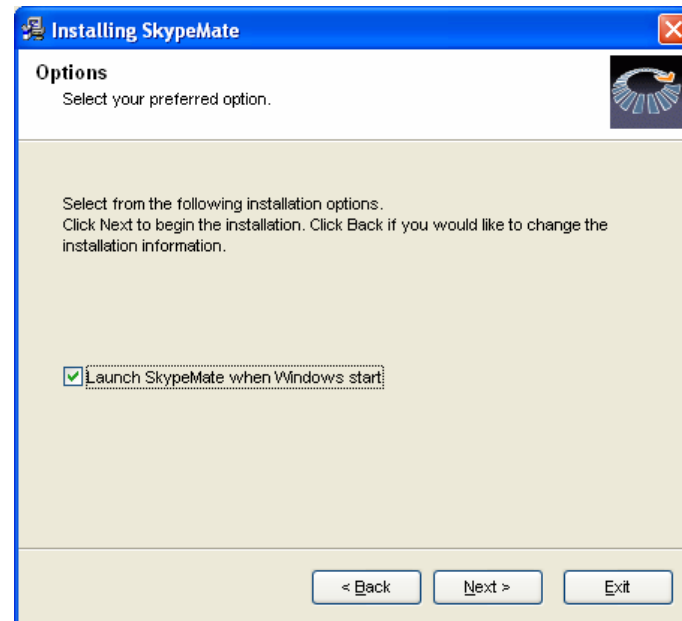 Installing SkypeMate
Options
Select your preferred option.
Select from the following installation options.
Click Next to begin the installation. Click Back if you would like to change the
installation information.
Launch SkypeMate when Windows start
< Back Next > Exit